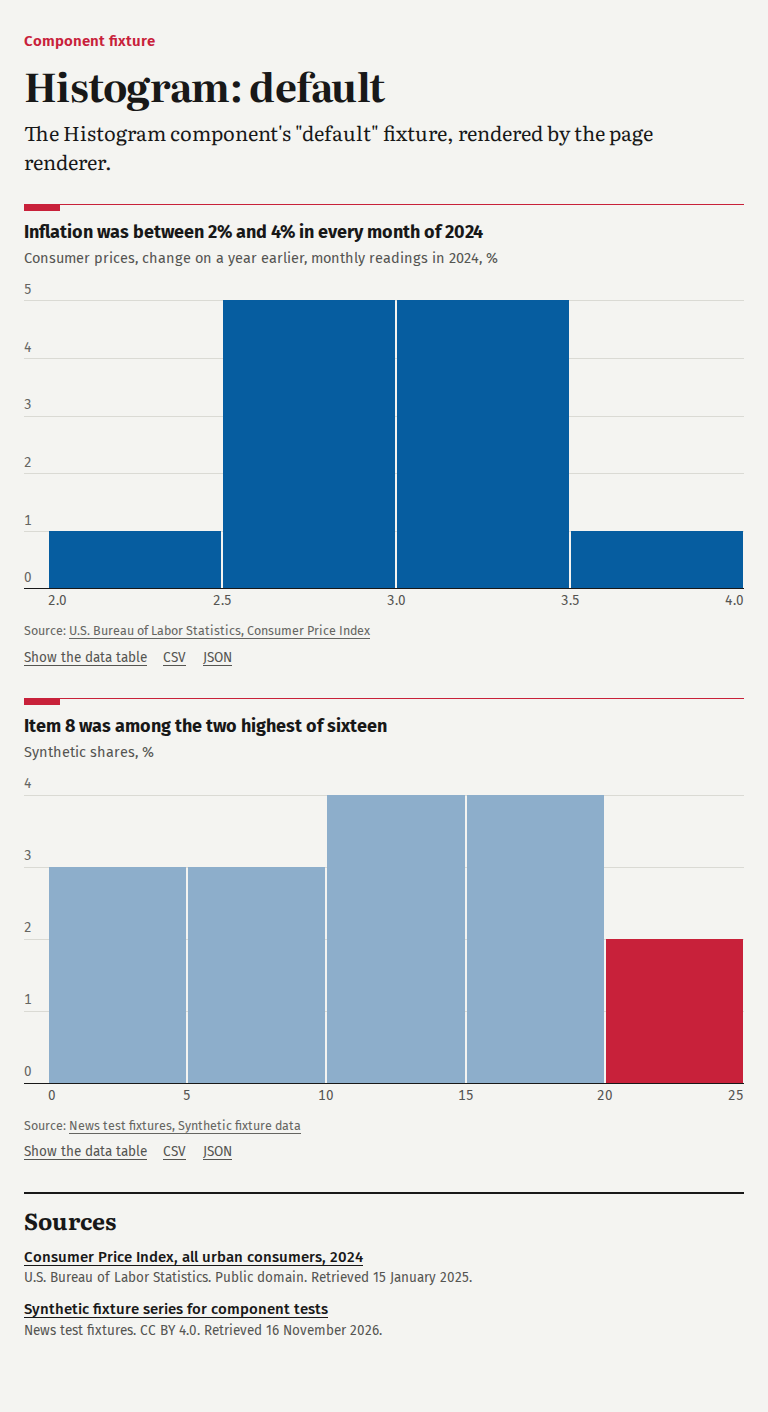 Component fixture
Histogram: default
The Histogram component's "default" fixture, rendered by the page
renderer.
Inflation was between 2% and 4% in every month of 2024
Consumer prices, change on a year earlier, monthly readings in 2024, %
5
4
3
2
1
0
2.0 2.5 3.0 3.5 4.0
Source: U.S. Bureau of Labor Statistics, Consumer Price Index
Show the data table CSV JSON
Item 8 was among the two highest of sixteen
Synthetic shares, %
4
3
2
1
0
0 5 10 15 20 25
Source: News test fixtures, Synthetic fixture data
Show the data table CSV JSON
Sources
Consumer Price Index, all urban consumers, 2024
U.S. Bureau of Labor Statistics. Public domain. Retrieved 15 January 2025.
Synthetic fixture series for component tests
News test fixtures. CC BY 4.0. Retrieved 16 November 2026.